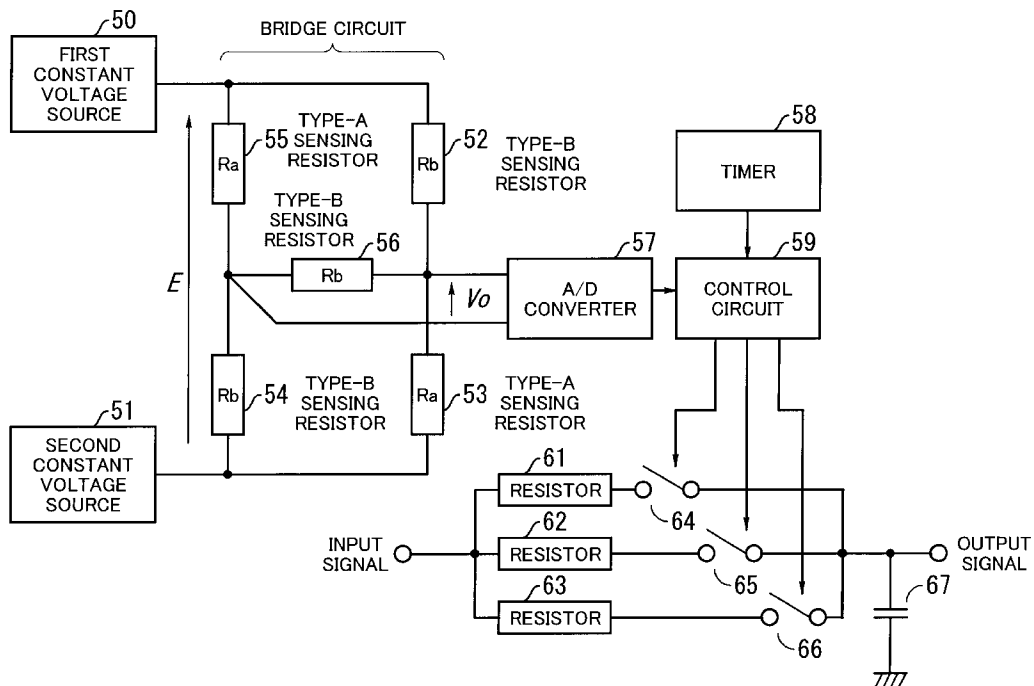 50
BRIDGE CIRCUIT
FIRST
CONSTANT
VOLTAGE
SOURCE
55
Ra
TYPE-A
SENSING
RESISTOR
52
Rb
TYPE-B
SENSING
RESISTOR
58
TIMER
TYPE-B
SENSING
RESISTOR
56
Rb
E
Vo
57
A/D
CONVERTER
59
CONTROL
CIRCUIT
Rb
54
TYPE-B
SENSING
RESISTOR
Ra
53
TYPE-A
SENSING
RESISTOR
51
SECOND
CONSTANT
VOLTAGE
SOURCE
61
RESISTOR
64
INPUT
SIGNAL
62
RESISTOR
65
OUTPUT
SIGNAL
63
RESISTOR
66
67